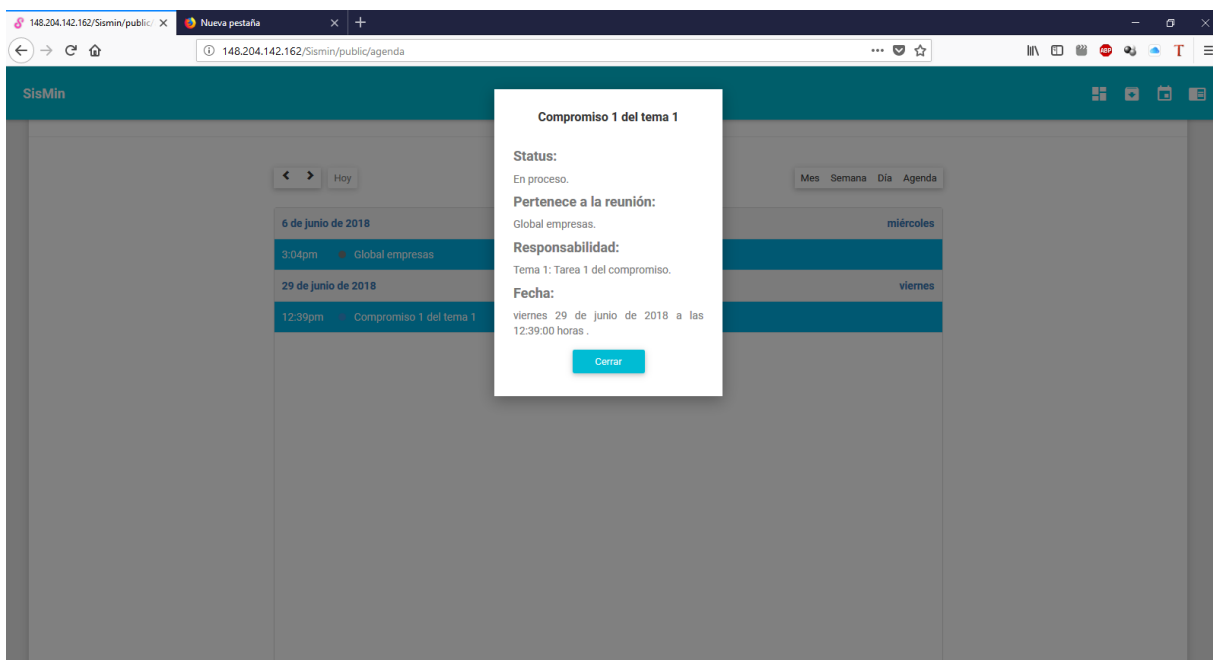 148.204.142.162/Sismin/public/
Nueva pestaña
148.204.142.162/Sismin/public/agenda
ABP
T
SisMin
Compromiso 1 del tema 1
Status:
En proceso.
Pertenece a la reunión:
Global empresas.
Responsabilidad:
Tema 1: Tarea 1 del compromiso.
Fecha:
viernes 29 de junio de 2018 a las
12:39:00 horas .
Cerrar
Hoy
Mes Semana Día Agenda
6 de junio de 2018 miércoles
3:04pm Global empresas
29 de junio de 2018 viernes
12:39pm Compromiso 1 del tema 1